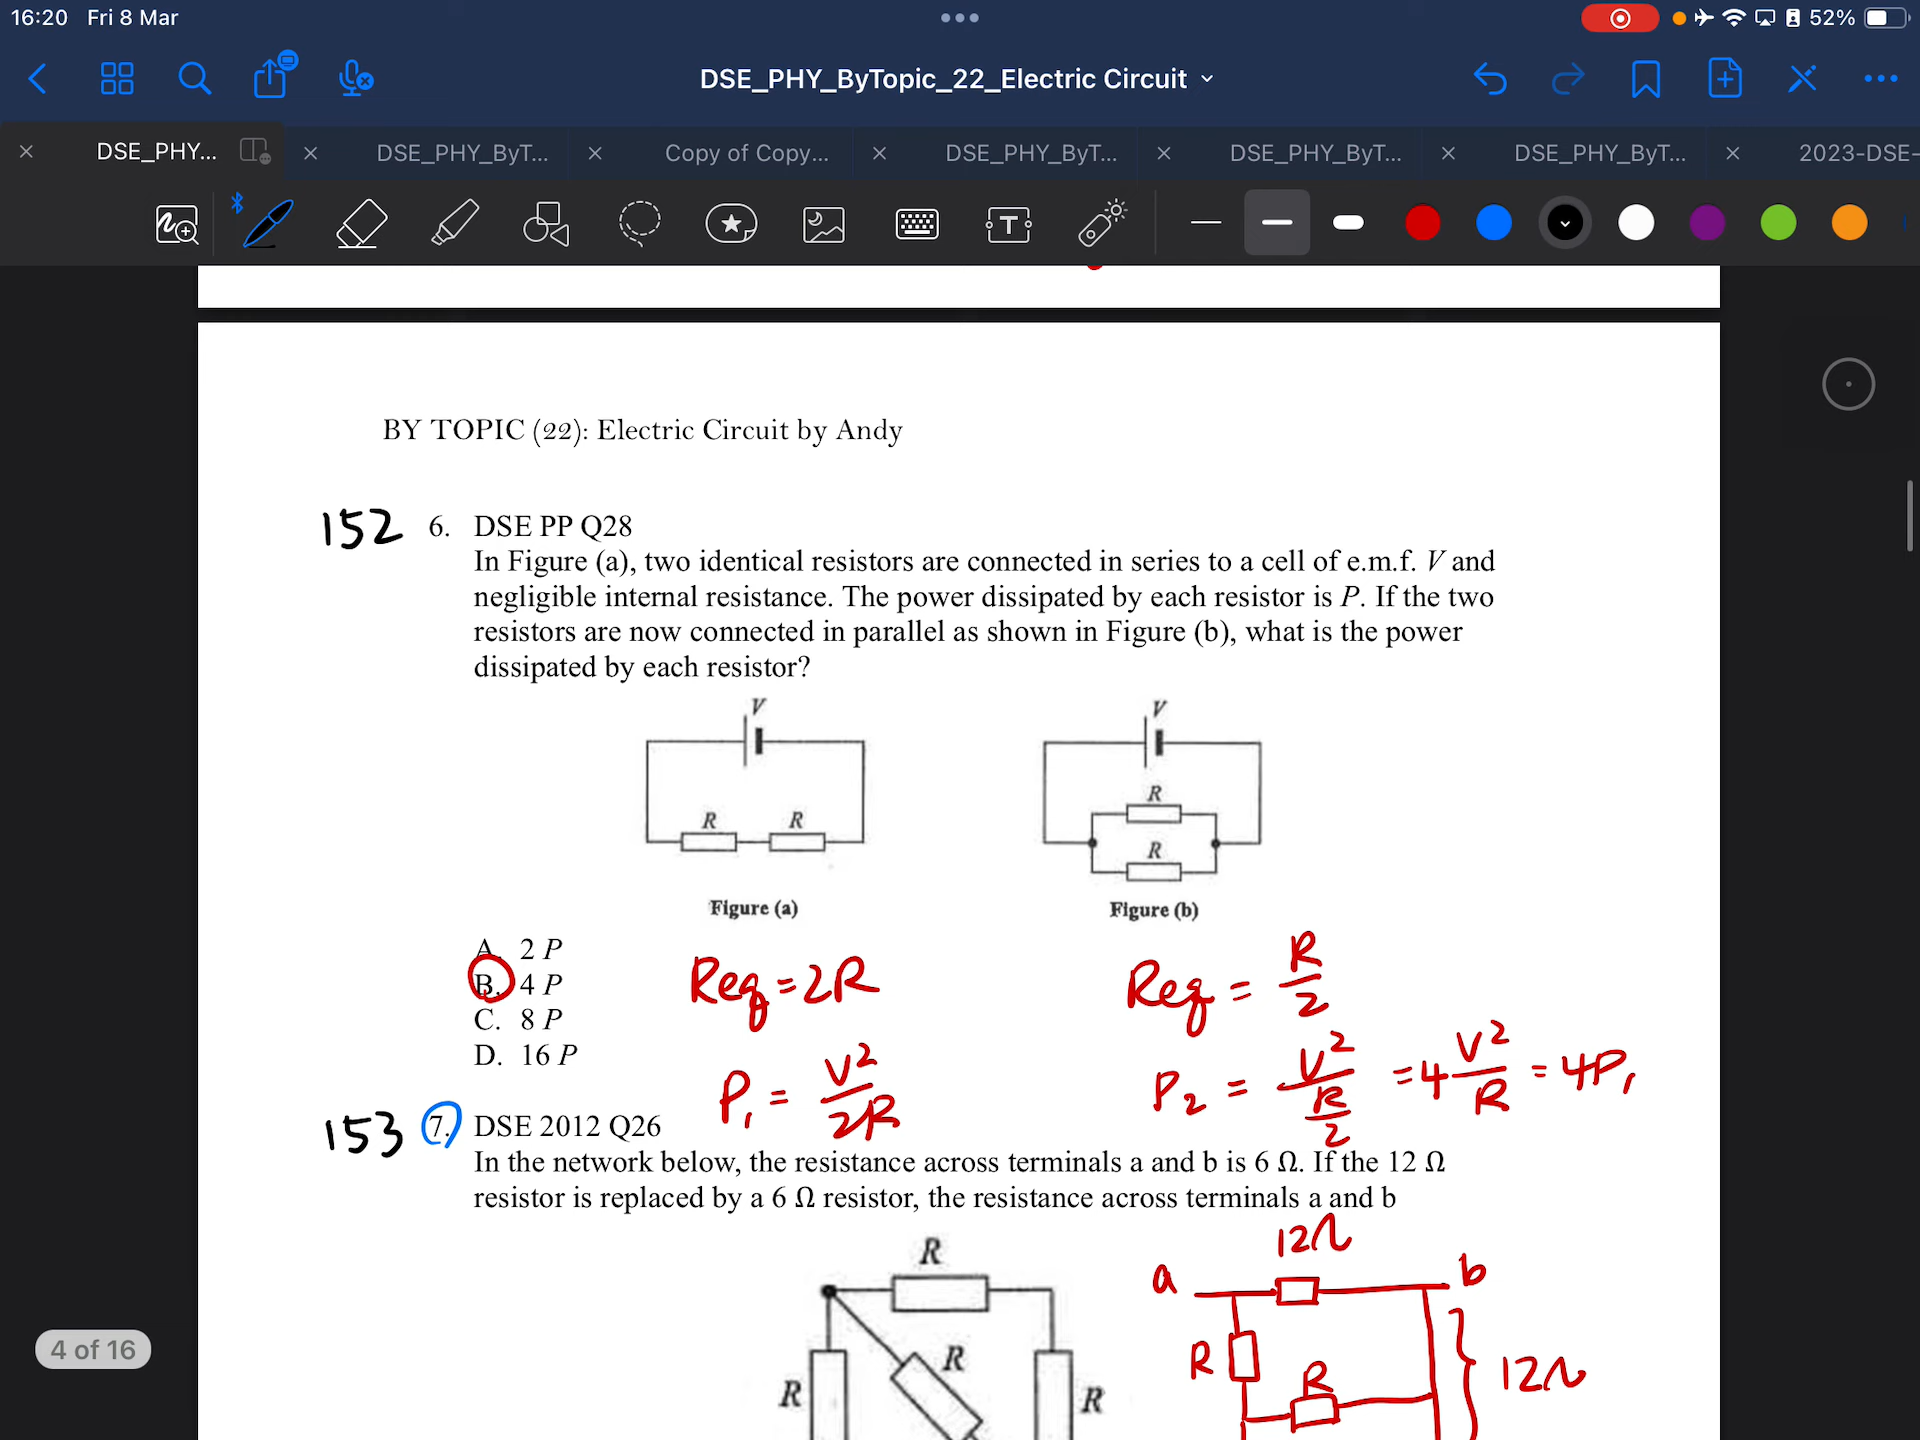 16:20 Fri 8 Mar
52%
DSE_PHY_ByTopic_22_Electric Circuit
DSE_PHY...
DSE_PHY_ByT...
Copy of Copy...
DSE_PHY_ByT...
DSE_PHY_ByT...
DSE_PHY_ByT...
2023-DSE-
T
BY TOPIC (22): Electric Circuit by Andy
152 6. DSE PP Q28
In Figure (a), two identical resistors are connected in series to a cell of e.m.f. V and
negligible internal resistance. The power dissipated by each resistor is P. If the two
resistors are now connected in parallel as shown in Figure (b), what is the power
dissipated by each resistor?
V
V
R
R R
R
Figure (a)
Figure (b)
A. 2 P
B. 4 P
C. 8 P
D. 16 P
Req = 2R
Req = R/2
P₁ = V²/2R
P₂ = V²/(R/2) = 4 V²/R = 4P₁
153 7. DSE 2012 Q26
In the network below, the resistance across terminals a and b is 6 Ω. If the 12 Ω
resistor is replaced by a 6 Ω resistor, the resistance across terminals a and b
R
12Ω
a b
R
R R
R R
12Ω
4 of 16